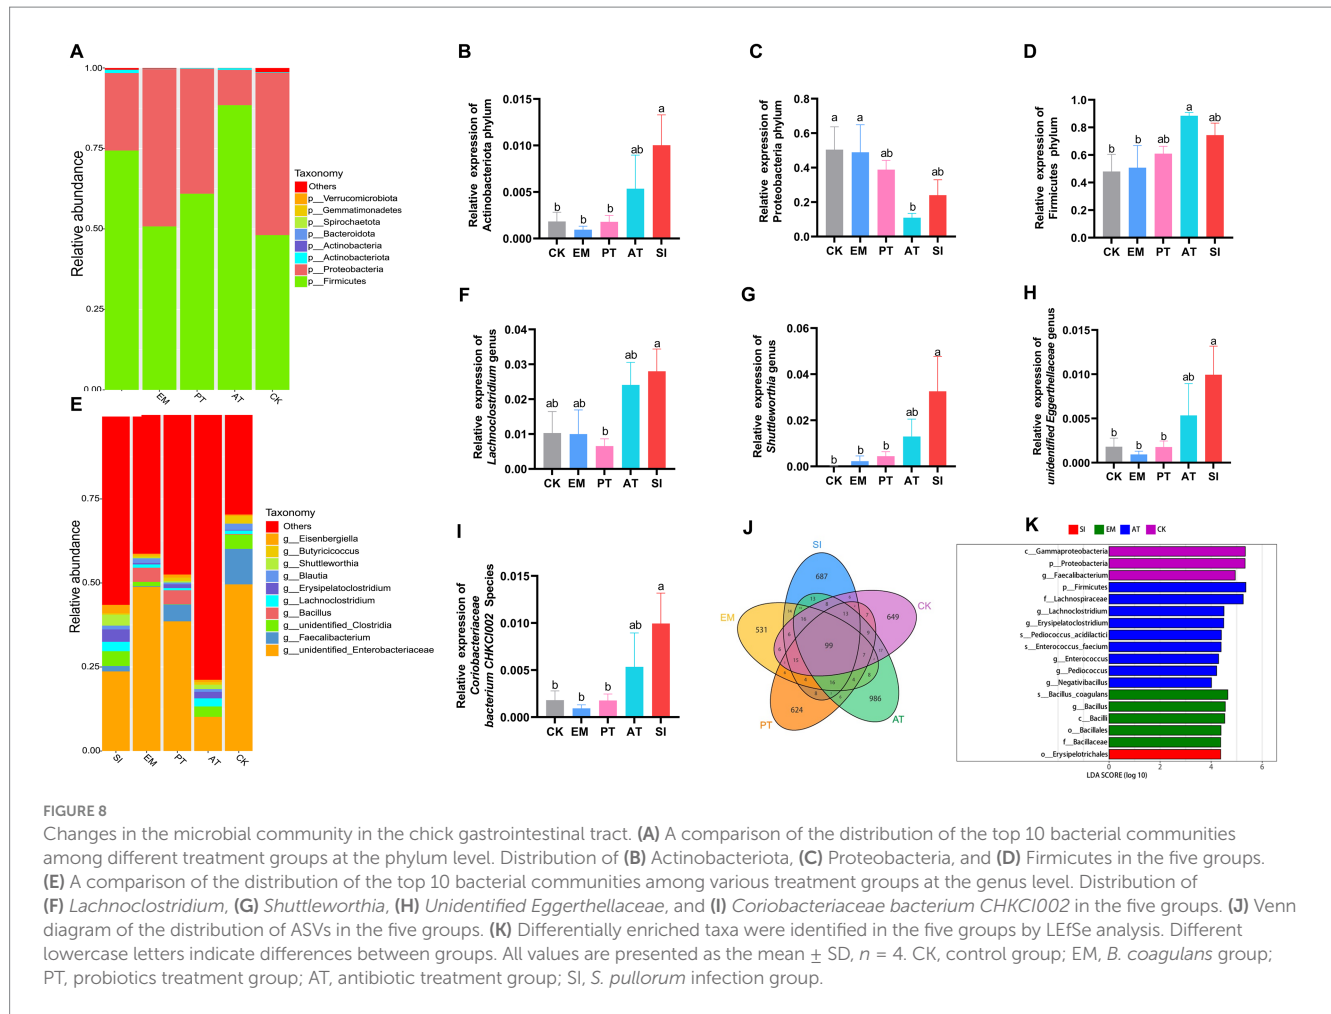 A
1.00
0.75
0.50
0.25
0.00
Relative abundance
EM
PT
AT
CK
Taxonomy
Others
p__Verrucomicrobiota
p__Gemmatimonadetes
p__Spirochaetota
p__Bacteroidota
p__Actinobacteria
p__Actinobacteriota
p__Proteobacteria
p__Firmicutes
B
Relative expression of
Actinobacteriota phylum
0.015
0.010
0.005
0.000
b
b
b
ab
a
CK EM PT AT SI
C
Relative expression of
Proteobacteria phylum
0.8
0.6
0.4
0.2
0.0
a
a
ab
b
ab
CK EM PT AT SI
D
Relative expression of
Firmicutes phylum
1.0
0.8
0.6
0.4
0.2
0.0
b
b
ab
a
ab
CK EM PT AT SI
E
0.75
0.50
0.25
0.00
Relative abundance
SI
EM
PT
AT
CK
Taxonomy
Others
g__Eisenbergiella
g__Butyricicoccus
g__Shuttleworthia
g__Blautia
g__Erysipelatoclostridium
g__Lachnoclostridium
g__Bacillus
g__unidentified_Clostridia
g__Faecalibacterium
g__unidentified_Enterobacteriaceae
F
Relative expression of
Lachnoclostridium genus
0.04
0.03
0.02
0.01
0.00
ab
ab
b
ab
a
CK EM PT AT SI
G
Relative expression of
Shuttleworthia genus
0.06
0.04
0.02
0.00
b
b
b
ab
a
CK EM PT AT SI
H
Relative expression of
unidentified Eggerthellaceae genus
0.015
0.010
0.005
0.000
b
b
b
ab
a
CK EM PT AT SI
I
Relative expression of
Coriobacteriaceae
bacterium CHKCI002 Species
0.015
0.010
0.005
0.000
b
b
b
ab
a
CK EM PT AT SI
J
SI
687
CK
649
EM
531
99
986
AT
624
PT
K
SI
EM
AT
CK
c__Gammaproteobacteria
p__Proteobacteria
g__Faecalibacterium
p__Firmicutes
f__Lachnospiraceae
g__Lachnoclostridium
g__Erysipelatoclostridium
s__Pediococcus_acidilactici
s__Enterococcus_faecium
g__Enterococcus
g__Pediococcus
g__Negativibacillus
s__Bacillus_coagulans
g__Bacillus
c__Bacilli
o__Bacillales
f__Bacillaceae
o__Erysipelotrichales
0 2 4 6
LDA SCORE (log 10)
FIGURE 8
Changes in the microbial community in the chick gastrointestinal tract. (A) A comparison of the distribution of the top 10 bacterial communities
among different treatment groups at the phylum level. Distribution of (B) Actinobacteriota, (C) Proteobacteria, and (D) Firmicutes in the five groups.
(E) A comparison of the distribution of the top 10 bacterial communities among various treatment groups at the genus level. Distribution of
(F) Lachnoclostridium, (G) Shuttleworthia, (H) Unidentified Eggerthellaceae, and (I) Coriobacteriaceae bacterium CHKCI002 in the five groups. (J) Venn
diagram of the distribution of ASVs in the five groups. (K) Differentially enriched taxa were identified in the five groups by LEfSe analysis. Different
lowercase letters indicate differences between groups. All values are presented as the mean ± SD, n = 4. CK, control group; EM, B. coagulans group;
PT, probiotics treatment group; AT, antibiotic treatment group; SI, S. pullorum infection group.